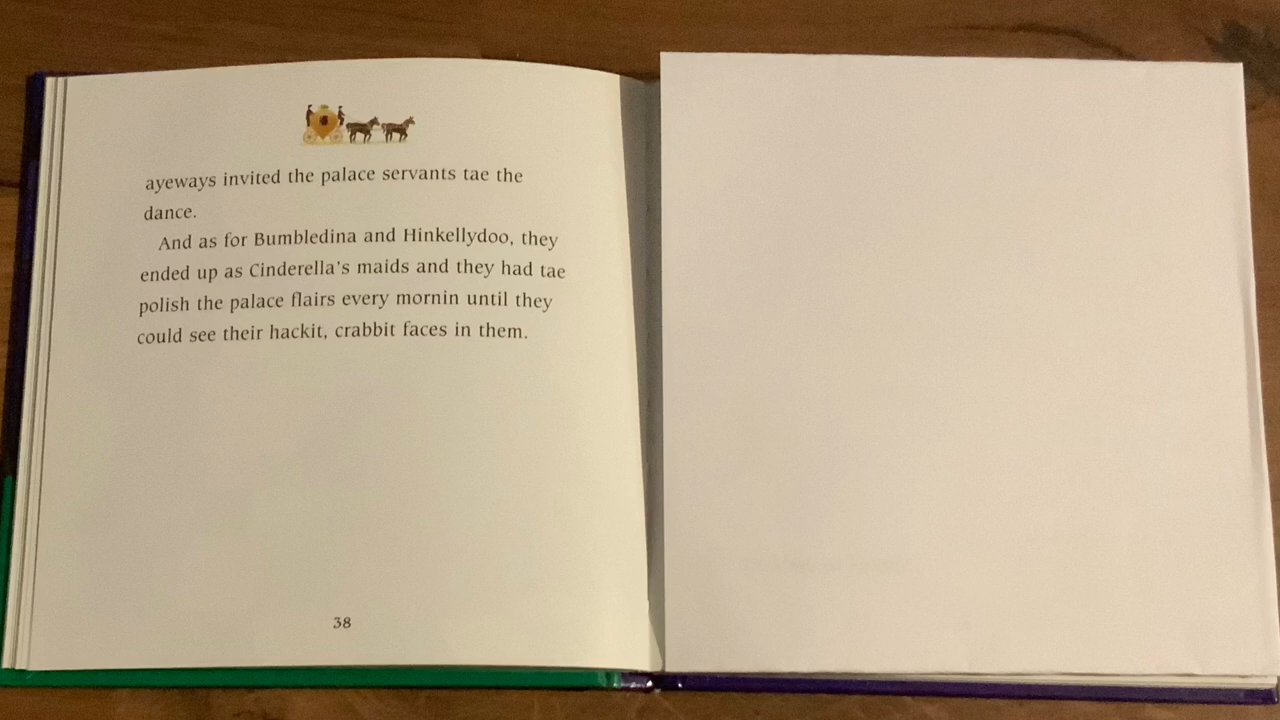 ayeways invited the palace servants tae the
dance.
And as for Bumbledina and Hinkellydoo, they
ended up as Cinderella's maids and they had tae
polish the palace flairs every mornin until they
could see their hackit, crabbit faces in them.
38